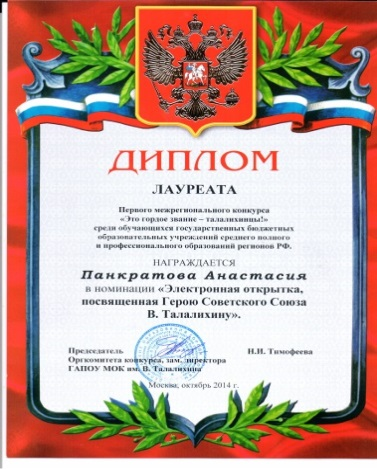 ДИПЛОМ
ЛАУРЕАТА
Первого межрегионального конкурса
«Это гордое звание – талалихинцы!»
среди обучающихся государственных бюджетных
образовательных учреждений среднего полного
и профессионального образований регионов РФ.
НАГРАЖДАЕТСЯ
Панкратова Анастасия
в номинации «Электронная открытка,
посвященная Герою Советского Союза
В. Талалихину».
Председатель Н.И. Тимофеева
Оргкомитета конкурса, зам. директора
ГАПОУ МОК им. В. Талалихина
Москва, октябрь 2014 г.